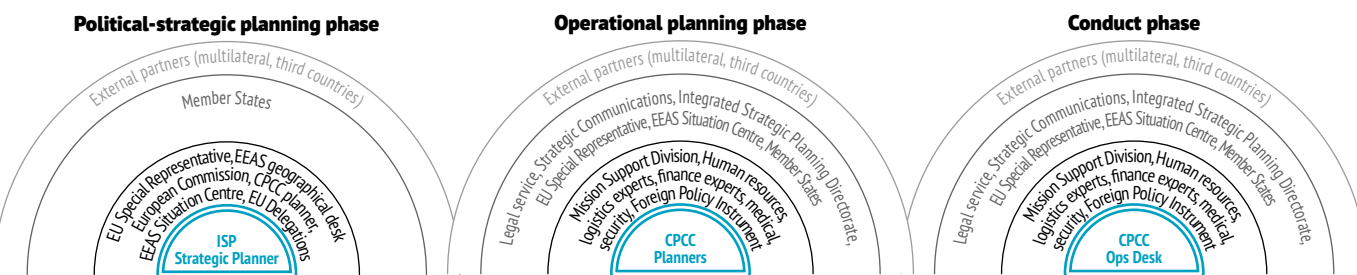 Political-strategic planning phase
External partners (multilateral, third countries)
Member States
EU Special Representative, EEAS geographical desk
European Commission, CPCC planner,
EEAS Situation Centre, EU Delegations
ISP
Strategic Planner
Operational planning phase
External partners (multilateral, third countries)
Legal service, Strategic Communications, Integrated Strategic Planning Directorate,
EU Special Representative, EEAS Situation Centre, Member States
Mission Support Division, Human resources,
logistics experts, finance experts, medical,
security, Foreign Policy Instrument
CPCC
Planners
Conduct phase
External partners (multilateral, third countries)
Legal service, Strategic Communications, Integrated Strategic Planning Directorate,
EU Special Representative, EEAS Situation Centre, Member States
Mission Support Division, Human resources,
logistics experts, finance experts, medical,
security, Foreign Policy Instrument
CPCC
Ops Desk